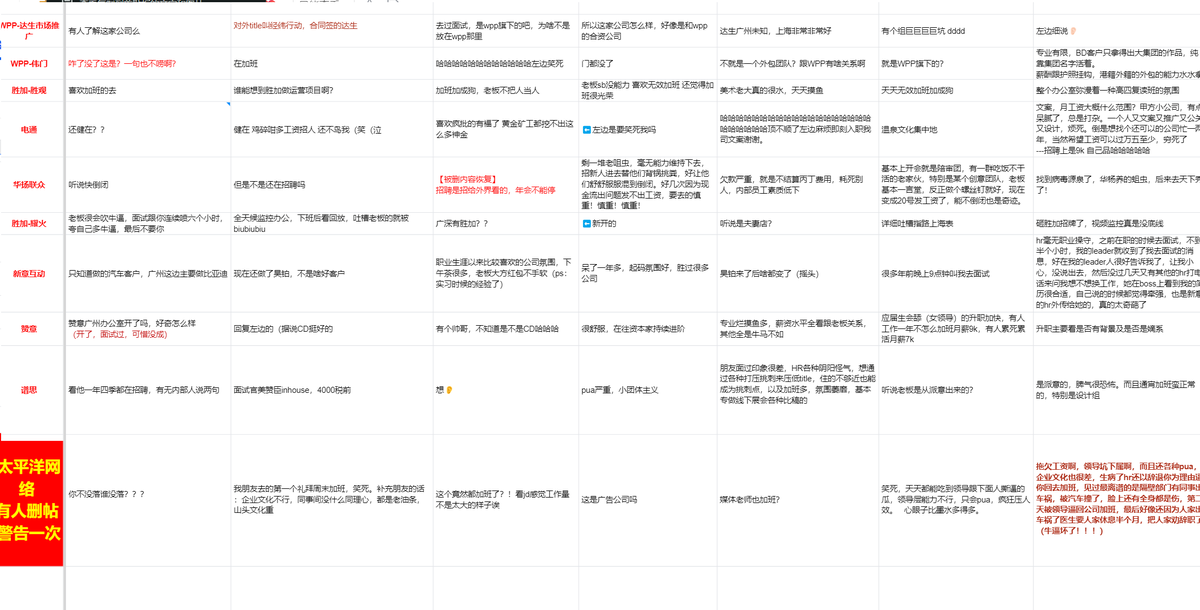 WPP-达生市场推
广
有人了解这家公司么
对外title叫经纬行动，合同签的达生
去过面试，是wpp旗下的吧，为啥不是
放在wpp那里
所以这家公司怎么样，好像是和wpp
的合资公司
达生广州未知，上海非常非常好
有个组巨巨巨巨坑 dddd
左边细说👂
WPP-伟门
咋了没了这是？一句也不唠啊？
在加班
哈哈哈哈哈哈哈哈哈哈哈哈左边笑死
门都没了
不就是一个外包团队？跟WPP有啥关系啊
就是WPP旗下的？
专业有限，BD客户只拿得出大集团的作品，纯
靠集团名字活着。
薪酬跟护照挂钩，港籍外籍的外包的能力水水拿
胜加-胜观
喜欢加班的去
谁能想到胜加做运营项目啊？
加班加成狗，老板不把人当人
老板sb没能力 喜欢无效加班 还觉得加
班很光荣
美术老大真的很水，天天摸鱼
天天无效加班加成狗
整个办公室弥漫着一种高四复读班的氛围
电通
还健在？？
健在 鸡碎咁多工资招人 还不鸟我（笑（泣
喜欢疯批的有福了 黄金矿工都挖不出这
么多神金
⬅️左边是要笑死我吗
哈哈哈哈哈哈哈哈哈哈哈哈哈哈哈哈哈
哈哈哈哈哈哈顶不顺了左边麻烦即刻入职我
司文案谢谢。
温泉文化集中地
文案，月工资大概什么范围？甲方小公司，有点
呆腻了，总是打杂。一个人又文案又推广又公关
又设计，烦死。倒是想找个还可以的公司忙一两
年，当然希望工资可以过万五至少，穷死了
---招聘上是9k 自己品哈哈哈哈哈
华扬联众
听说快倒闭
但是不是还在招聘吗
【被删内容恢复】
招聘是招给外界看的，年会不能停
剩一堆老咀虫，毫无能力维持下去，
招新人进去替他们背锅挑粪，好让他
们舒舒服服混到倒闭。好几次因为现
金流出问题发不出工资，要去的慎
重！慎重！慎重！
欠款严重，就是不结算丙丁费用，耗死别
人，内部员工素质低下
基本上开会就是陪审团，有一群吃饭不干
活的老家伙，特别是某个创意团队，老板
基本一言堂，反正做个螺丝钉就好，现在
变成20号发工资了，能不倒闭也是奇迹。
找到病毒源泉了，华杨养的蛆虫，后来去天下秀
了！
胜加-耀火
老板很会吹牛逼，面试跟你连续喷六个小时，
夸自己多牛逼，最后不要你
全天候监控办公，下班后看回放，吐槽老板的就被
biubiubiu
广深有胜加？？
⬅️新开的
听说是夫妻店？
详细吐槽指路上海表
砸胜加招牌了，视频监控真是没底线
新意互动
只知道做的汽车客户，广州这边主要做比亚迪
现在还做了昊铂，不是啥好客户
职业生涯以来比较喜欢的公司氛围，下
午茶很多，老板大方红包不手软（ps：
实习时候的经验了）
呆了一年多，起码氛围好，胜过很多
公司
昊铂来了后啥都变了（摇头）
很多年前晚上9点钟叫我去面试
hr毫无职业操守，之前在职的时候去面试，不到
半个小时，我的leader就收到了我去面试的消
息，好在我的leader人很好告诉我了，让我小
心，没说出去，然后没过几天又有其他的hr打电
话来问我想不想换工作，她在boss上看到我的简
历很合适，自己说的时候都觉得牵强，也是新意
的hr外传给她的，真的太奇葩了
赞意
赞意广州办公室开了吗，好奇怎么样
（开了，面试过，可惜没成）
回复左边的（据说CD挺好的
有个帅哥，不知道是不是CD哈哈哈
很舒服，在往资本家持续进阶
专业烂摸鱼多，薪资水平全看跟老板关系，
其他全是牛马不如
应届生会舔（女领导）的升职加快，有人
工作一年不怎么加班月薪9k，有人累死累
活月薪7k
升职主要看是否有背景及是否是嫡系
谱思
看他一年四季都在招聘，有无内部人说两句
面试官美赞臣inhouse，4000税前
想👂
pua严重，小团体主义
朋友面过印象很差，HR各种阴阳怪气，想通
过各种打压挑刺来压低title，住的不够近也能
成为挑刺点，以及加班多，氛围萎靡，基本
专做线下展会各种比稿的
听说老板是从派意出来的？
是派意的，脾气很恐怖。而且通宵加班蛮正常
的，特别是设计组
太平洋网
络
有人删帖
警告一次
你不没落谁没落？？？
我朋友去的第一个礼拜周末加班，笑死。补充朋友的话
：企业文化不行，同事间没什么同理心，都是老油条，
山头文化重
这个竟然都加班了？！看jd感觉工作量
不是太大的样子诶
这是广告公司吗
媒体老师也加班？
笑死，天天都能吃到领导跟下面人撕逼的
瓜，领导层能力不行，只会pua，疯狂压人
效。 心眼子比墨水多得多。
拖欠工资啊，领导坑下属啊，而且还各种pua，
企业文化也很差，生病了hr还以辞退你为理由逼
你回去加班，见过最离谱的是隔壁部门有同事出
车祸，被汽车撞了，脸上还有全身都是伤，第二
天被领导逼回公司加班，最后好像还因为人家出
车祸了医生要人家休息半个月，把人家劝辞职了
（牛逼坏了！！！）